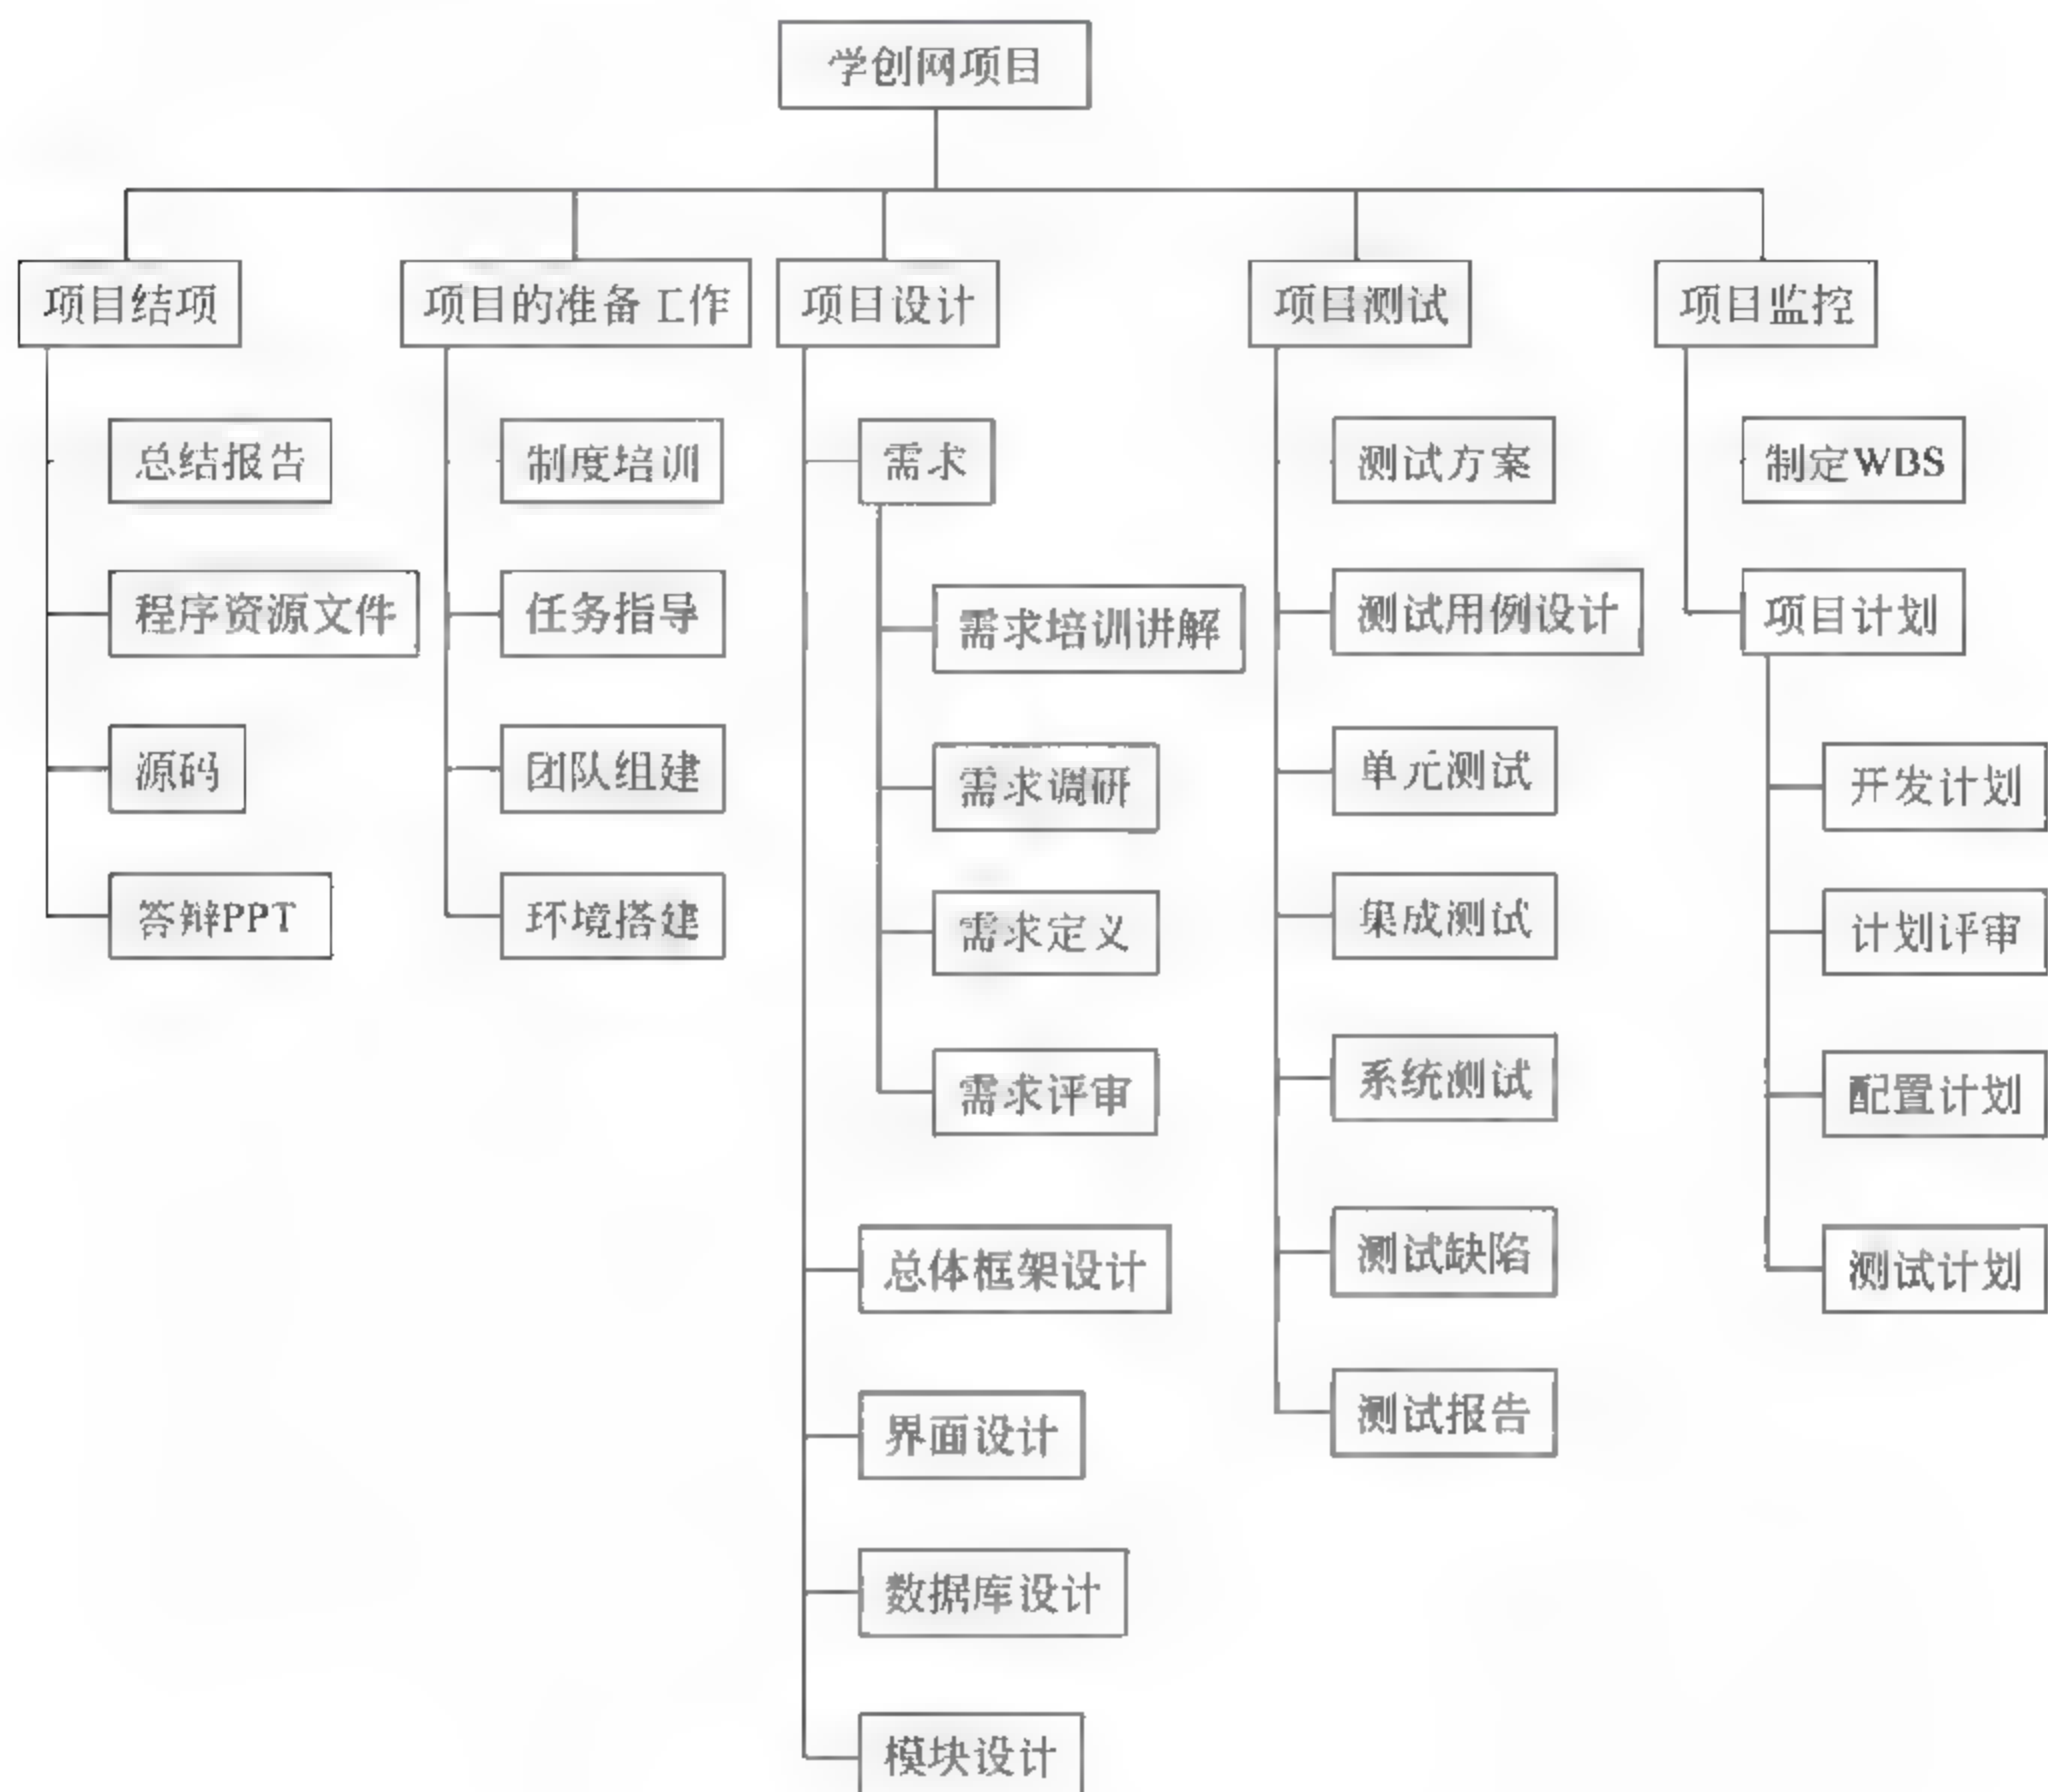 学创网项目
项目结项
总结报告
程序资源文件
源码
答辩PPT
项目的准备工作
制度培训
任务指导
团队组建
环境搭建
项目设计
需求
需求培训讲解
需求调研
需求定义
需求评审
总体框架设计
界面设计
数据库设计
模块设计
项目测试
测试方案
测试用例设计
单元测试
集成测试
系统测试
测试缺陷
测试报告
项目监控
制定WBS
项目计划
开发计划
计划评审
配置计划
测试计划